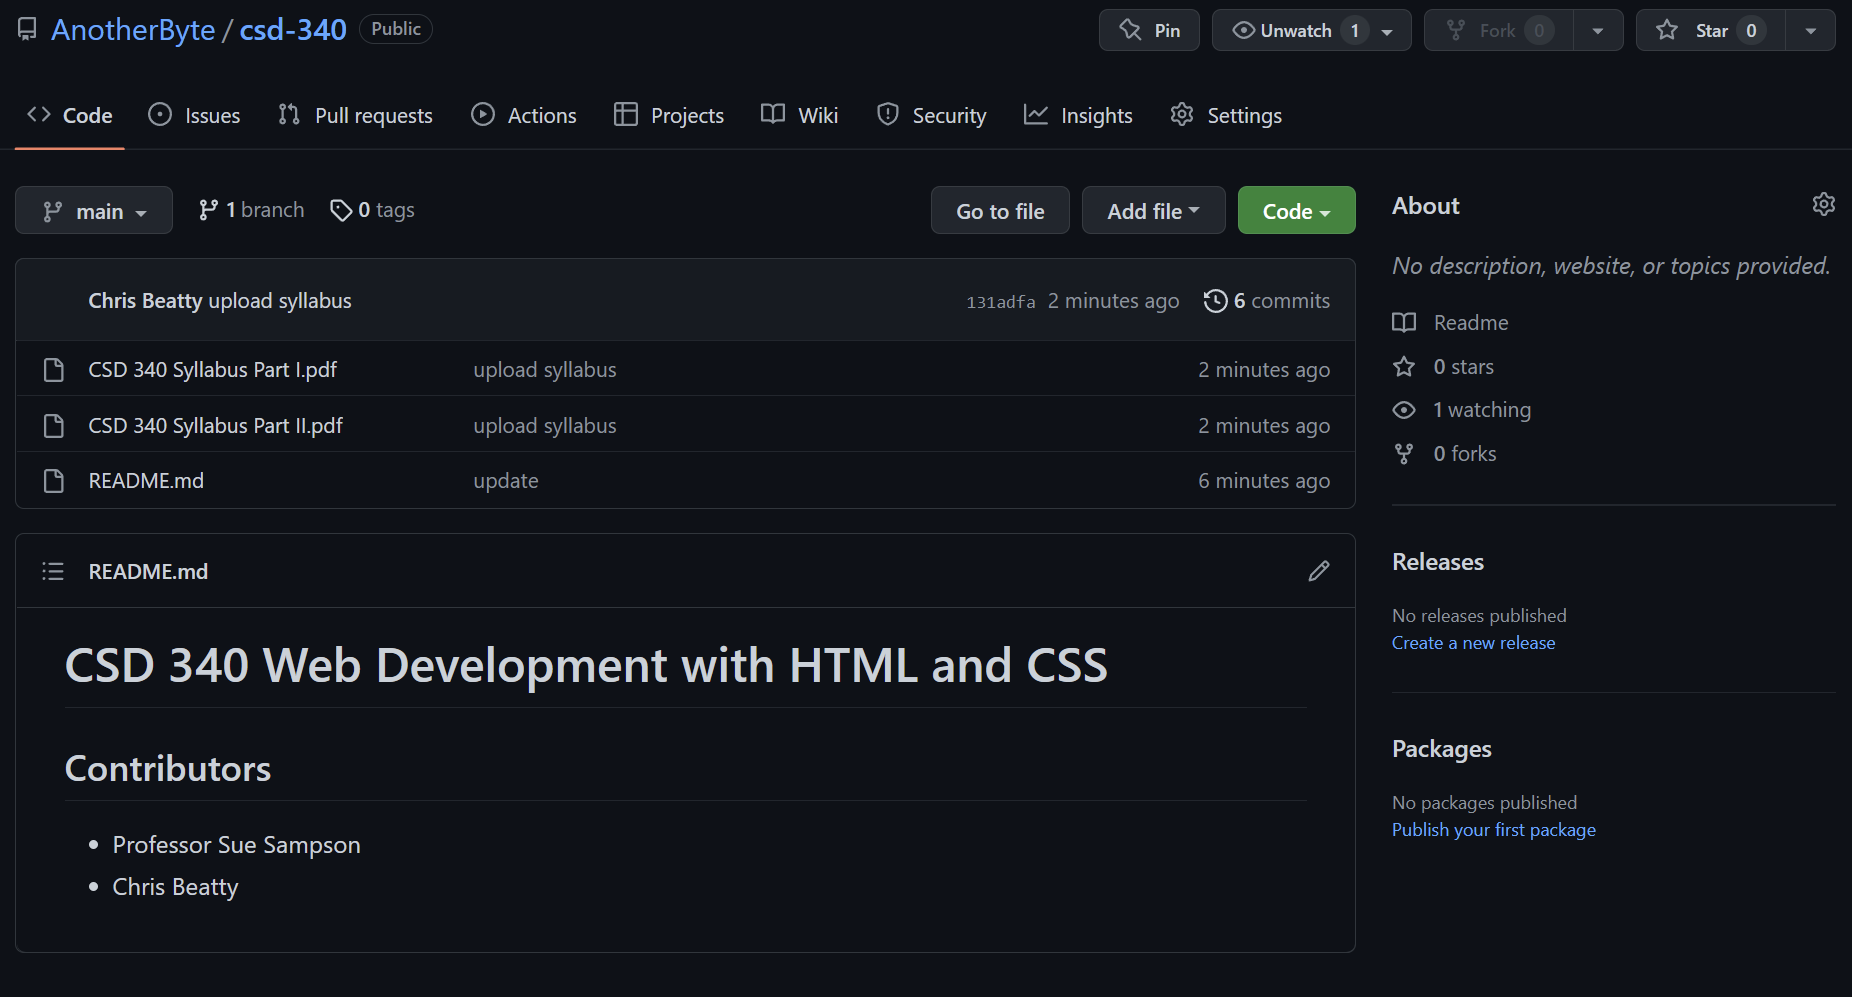 AnotherByte / csd-340 Public Pin Unwatch 1 Fork 0 Star 0
Code Issues Pull requests Actions Projects Wiki Security Insights Settings
main 1 branch 0 tags Go to file Add file Code
Chris Beatty upload syllabus 131adfa 2 minutes ago 6 commits
CSD 340 Syllabus Part I.pdf upload syllabus 2 minutes ago
CSD 340 Syllabus Part II.pdf upload syllabus 2 minutes ago
README.md update 6 minutes ago
README.md
CSD 340 Web Development with HTML and CSS
Contributors
• Professor Sue Sampson
• Chris Beatty
About
No description, website, or topics provided.
Readme
0 stars
1 watching
0 forks
Releases
No releases published
Create a new release
Packages
No packages published
Publish your first package